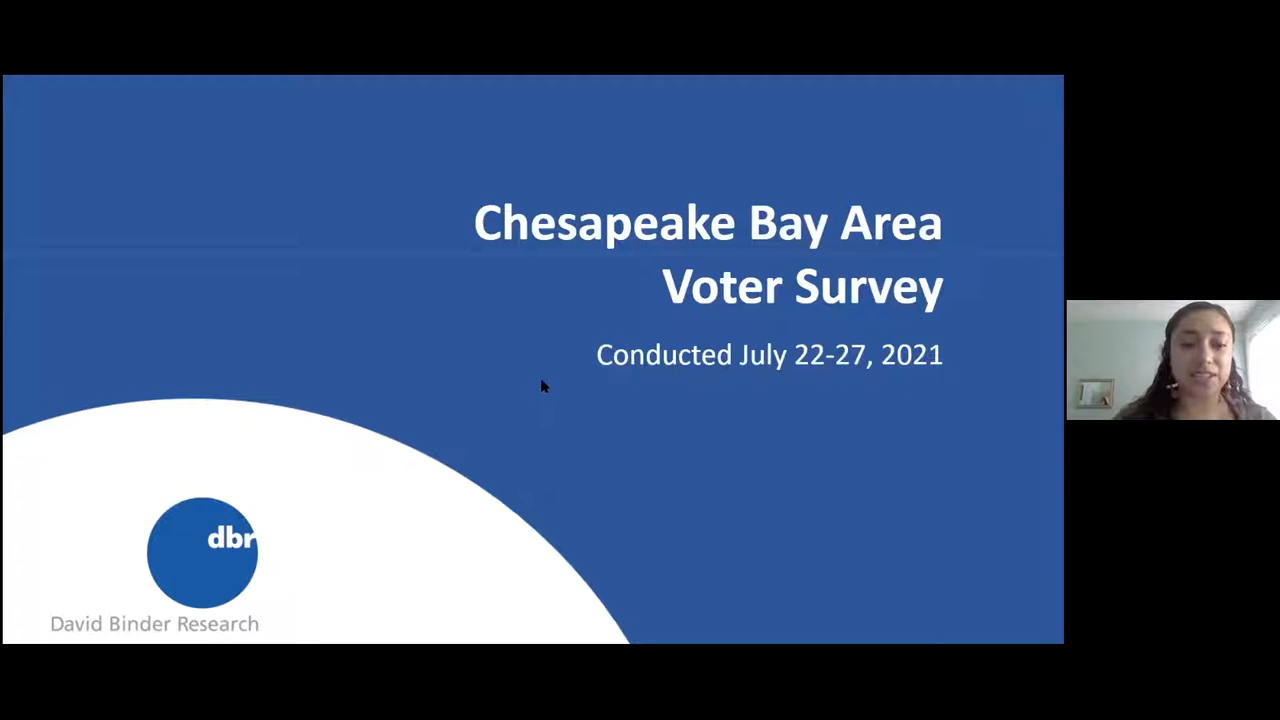 Chesapeake Bay Area
Voter Survey
Conducted July 22-27, 2021
dbr
David Binder Research